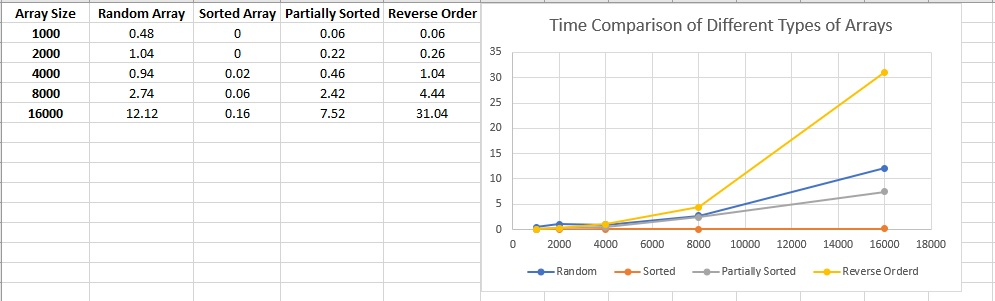 Array Size Random Array Sorted Array Partially Sorted Reverse Order
1000 0.48 0 0.06 0.06
2000 1.04 0 0.22 0.26
4000 0.94 0.02 0.46 1.04
8000 2.74 0.06 2.42 4.44
16000 12.12 0.16 7.52 31.04
Time Comparison of Different Types of Arrays
35
30
25
20
15
10
5
0
0 2000 4000 6000 8000 10000 12000 14000 16000 18000
Random Sorted Partially Sorted Reverse Orderd